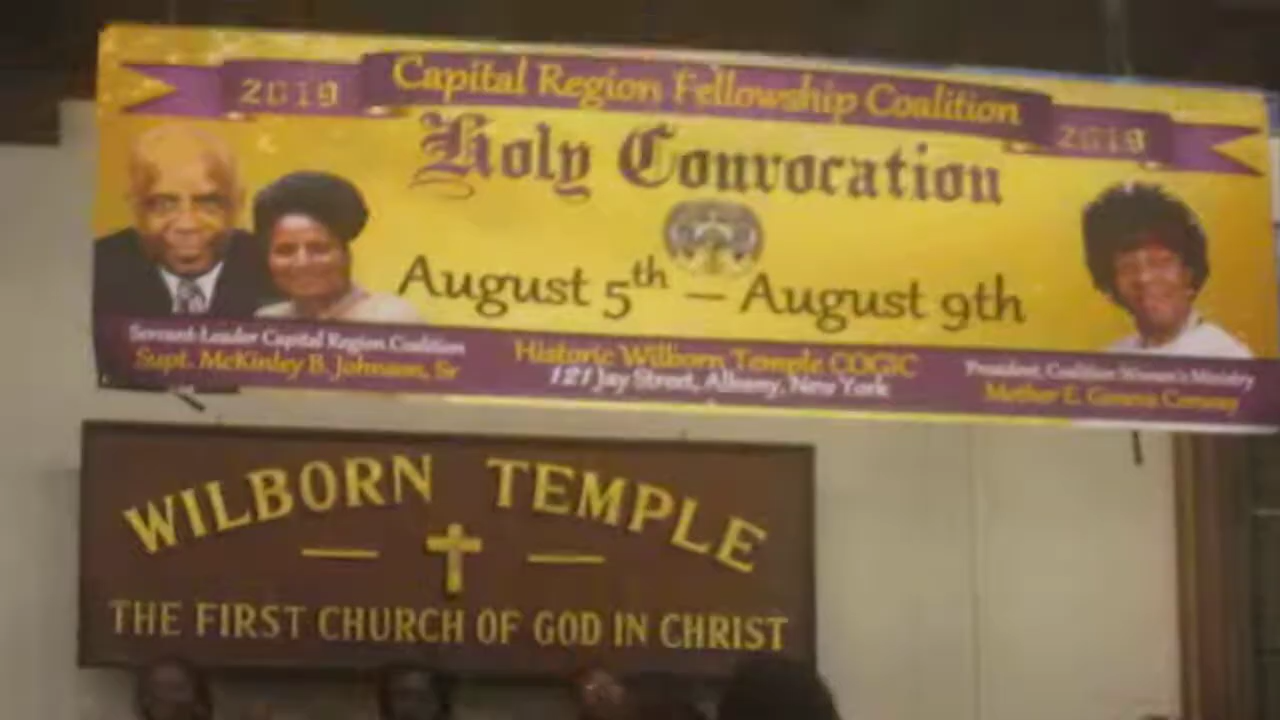 2019 Capital Region Fellowship Coalition 2019
Holy Convocation
August 5th – August 9th
Servant-Leader Capital Region Coalition
Supt. McKinley B. Johnson, Sr
Historic Wilborn Temple COGIC
121 Jay Street, Albany, New York
President, Coalition Women's Ministry
Mother E.
WILBORN TEMPLE
THE FIRST CHURCH OF GOD IN CHRIST